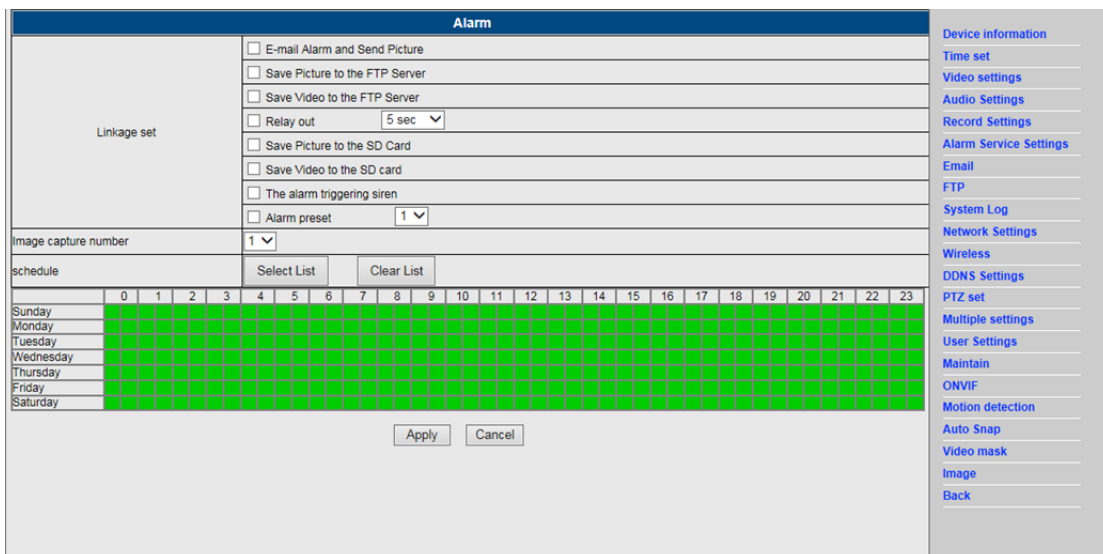 Alarm
Linkage set
E-mail Alarm and Send Picture
Save Picture to the FTP Server
Save Video to the FTP Server
Relay out 5 sec
Save Picture to the SD Card
Save Video to the SD card
The alarm triggering siren
Alarm preset 1
Image capture number 1
schedule Select List Clear List
0 1 2 3 4 5 6 7 8 9 10 11 12 13 14 15 16 17 18 19 20 21 22 23
Sunday
Monday
Tuesday
Wednesday
Thursday
Friday
Saturday
Apply Cancel
Device information
Time set
Video settings
Audio Settings
Record Settings
Alarm Service Settings
Email
FTP
System Log
Network Settings
Wireless
DDNS Settings
PTZ set
Multiple settings
User Settings
Maintain
ONVIF
Motion detection
Auto Snap
Video mask
Image
Back